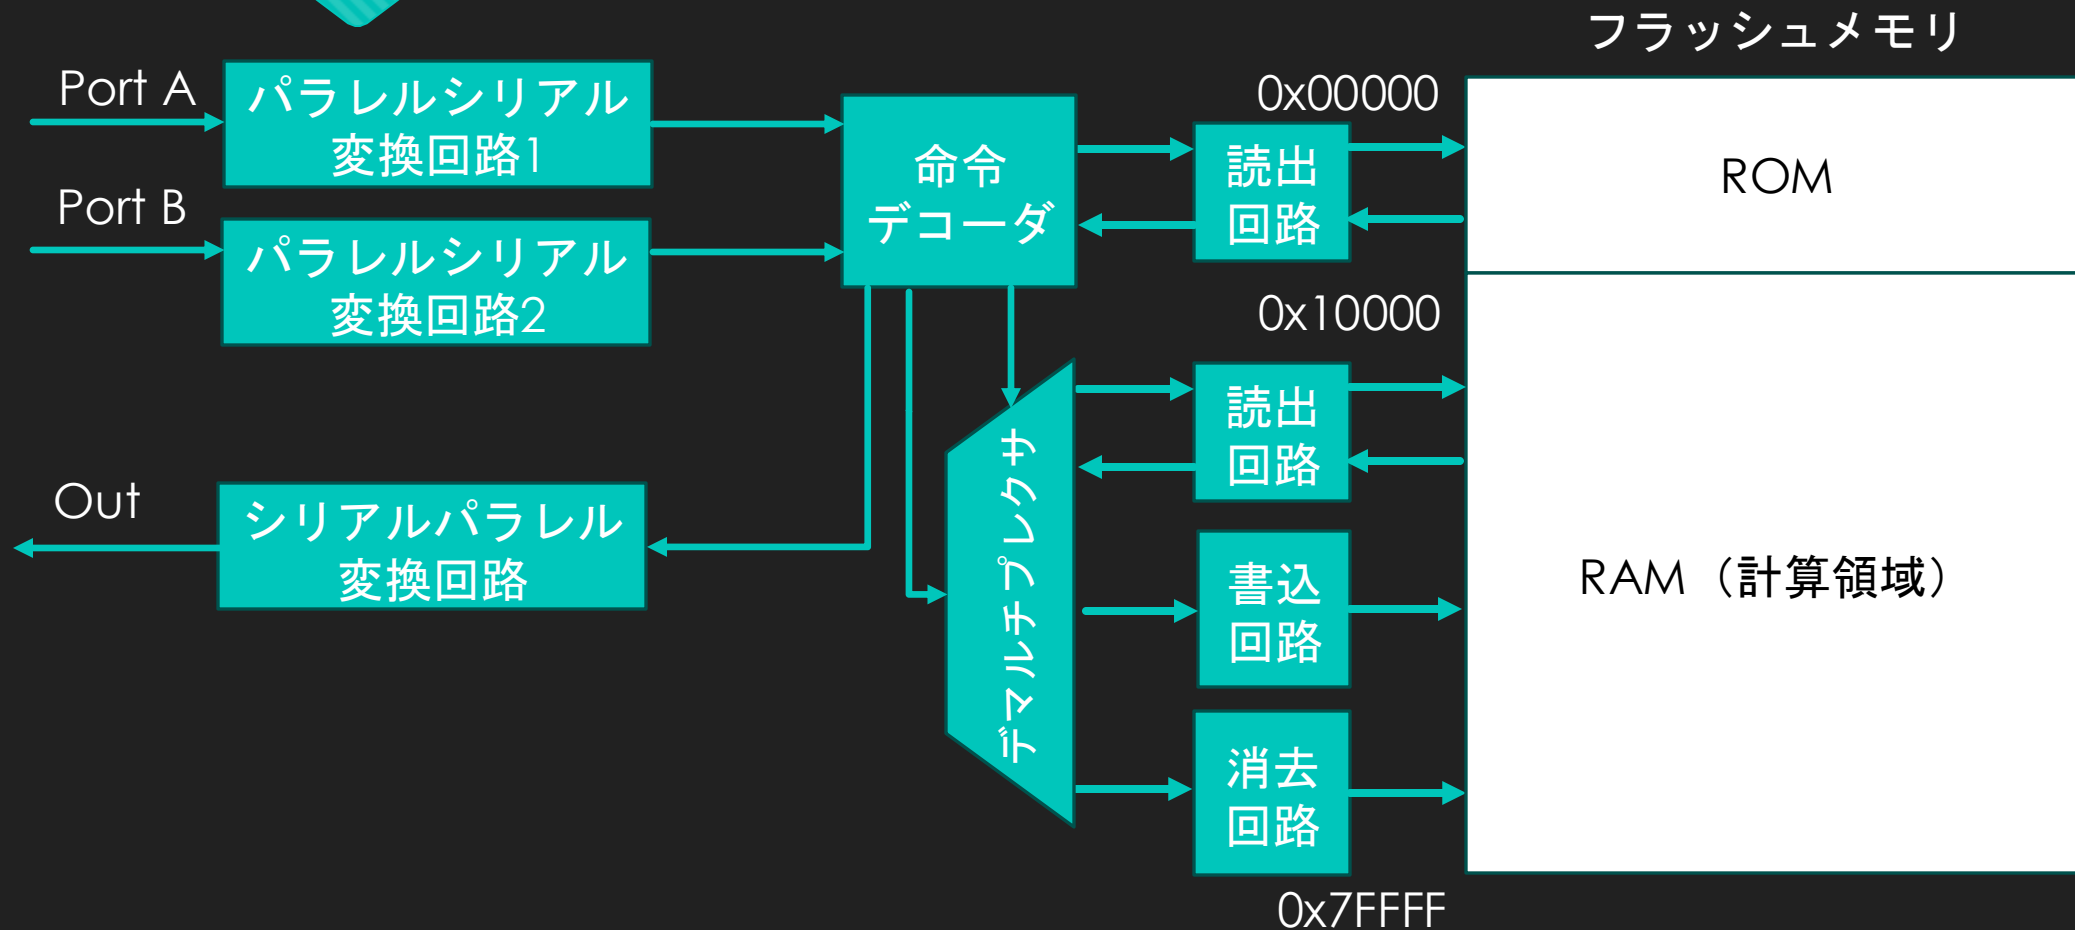 フラッシュメモリ
Port A
パラレルシリアル
変換回路1
Port B
パラレルシリアル
変換回路2
Out
シリアルパラレル
変換回路
命令
デコーダ
デマルチプレクサ
0x00000
読出
回路
0x10000
読出
回路
書込
回路
消去
回路
0x7FFFF
ROM
RAM（計算領域）